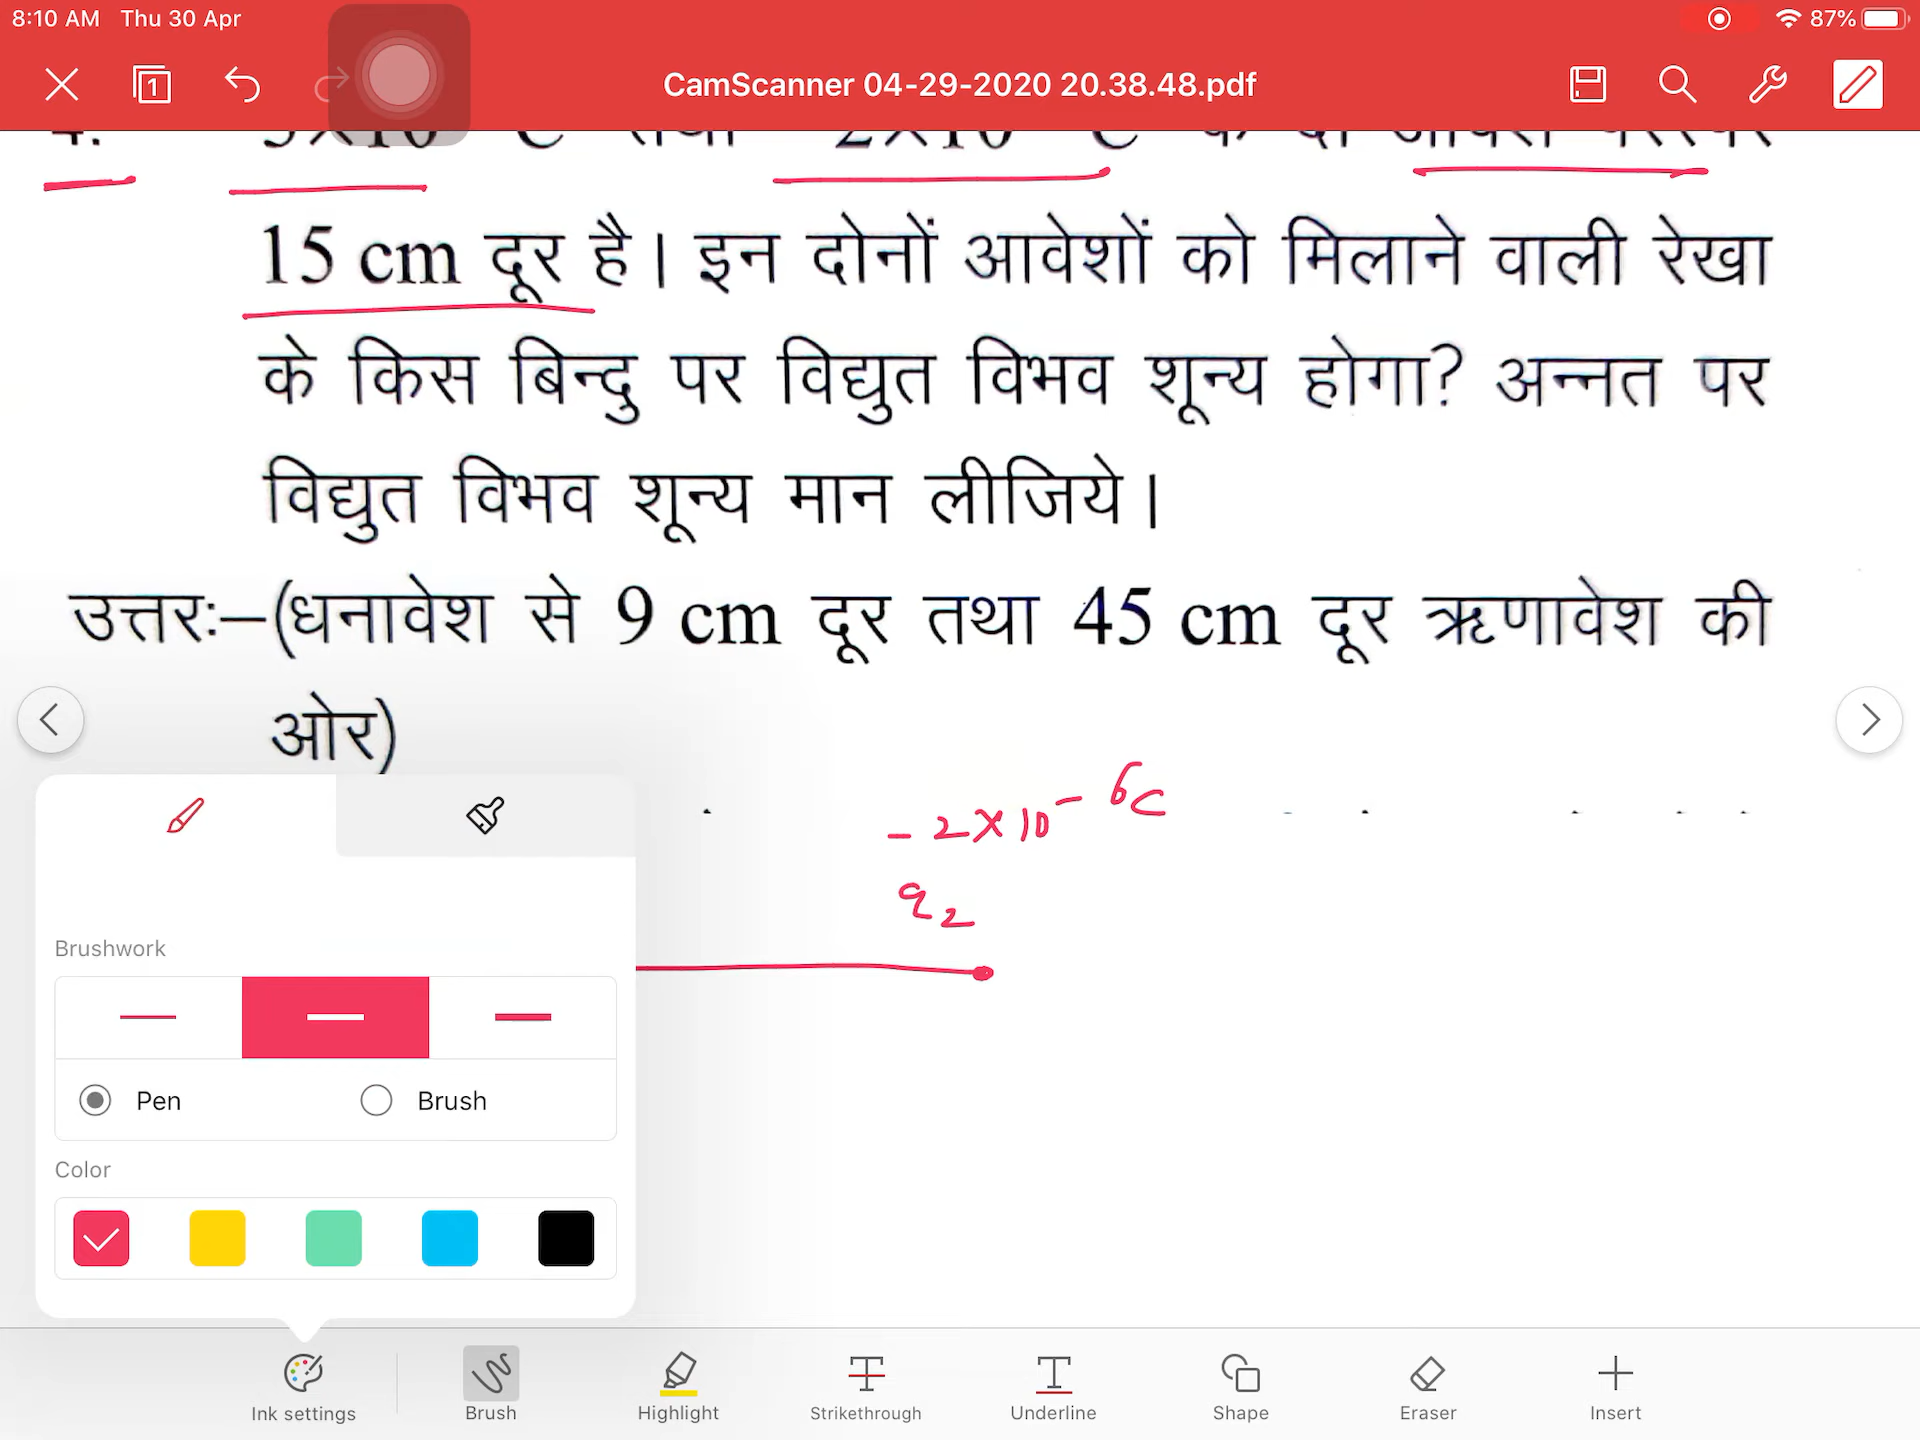 8:10 AM Thu 30 Apr 87%
1 CamScanner 04-29-2020 20.38.48.pdf
15 cm दूर है। इन दोनों आवेशों को मिलाने वाली रेखा
के किस बिन्दु पर विद्युत विभव शून्य होगा? अन्नत पर
विद्युत विभव शून्य मान लीजिये।
उत्तरः–(धनावेश से 9 cm दूर तथा 45 cm दूर ऋणावेश की
ओर)
- 2×10⁻⁶C
q₂
Brushwork
Pen Brush
Color
Ink settings Brush Highlight Strikethrough Underline Shape Eraser Insert